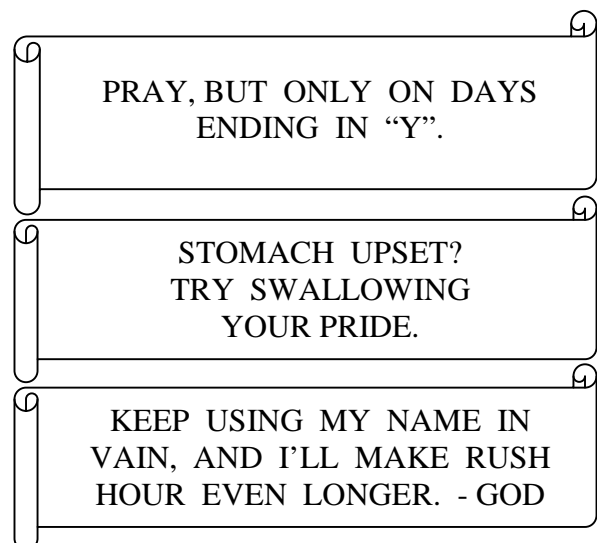 PRAY, BUT ONLY ON DAYS
ENDING IN “Y”.
STOMACH UPSET?
TRY SWALLOWING
YOUR PRIDE.
KEEP USING MY NAME IN
VAIN, AND I’LL MAKE RUSH
HOUR EVEN LONGER. - GOD